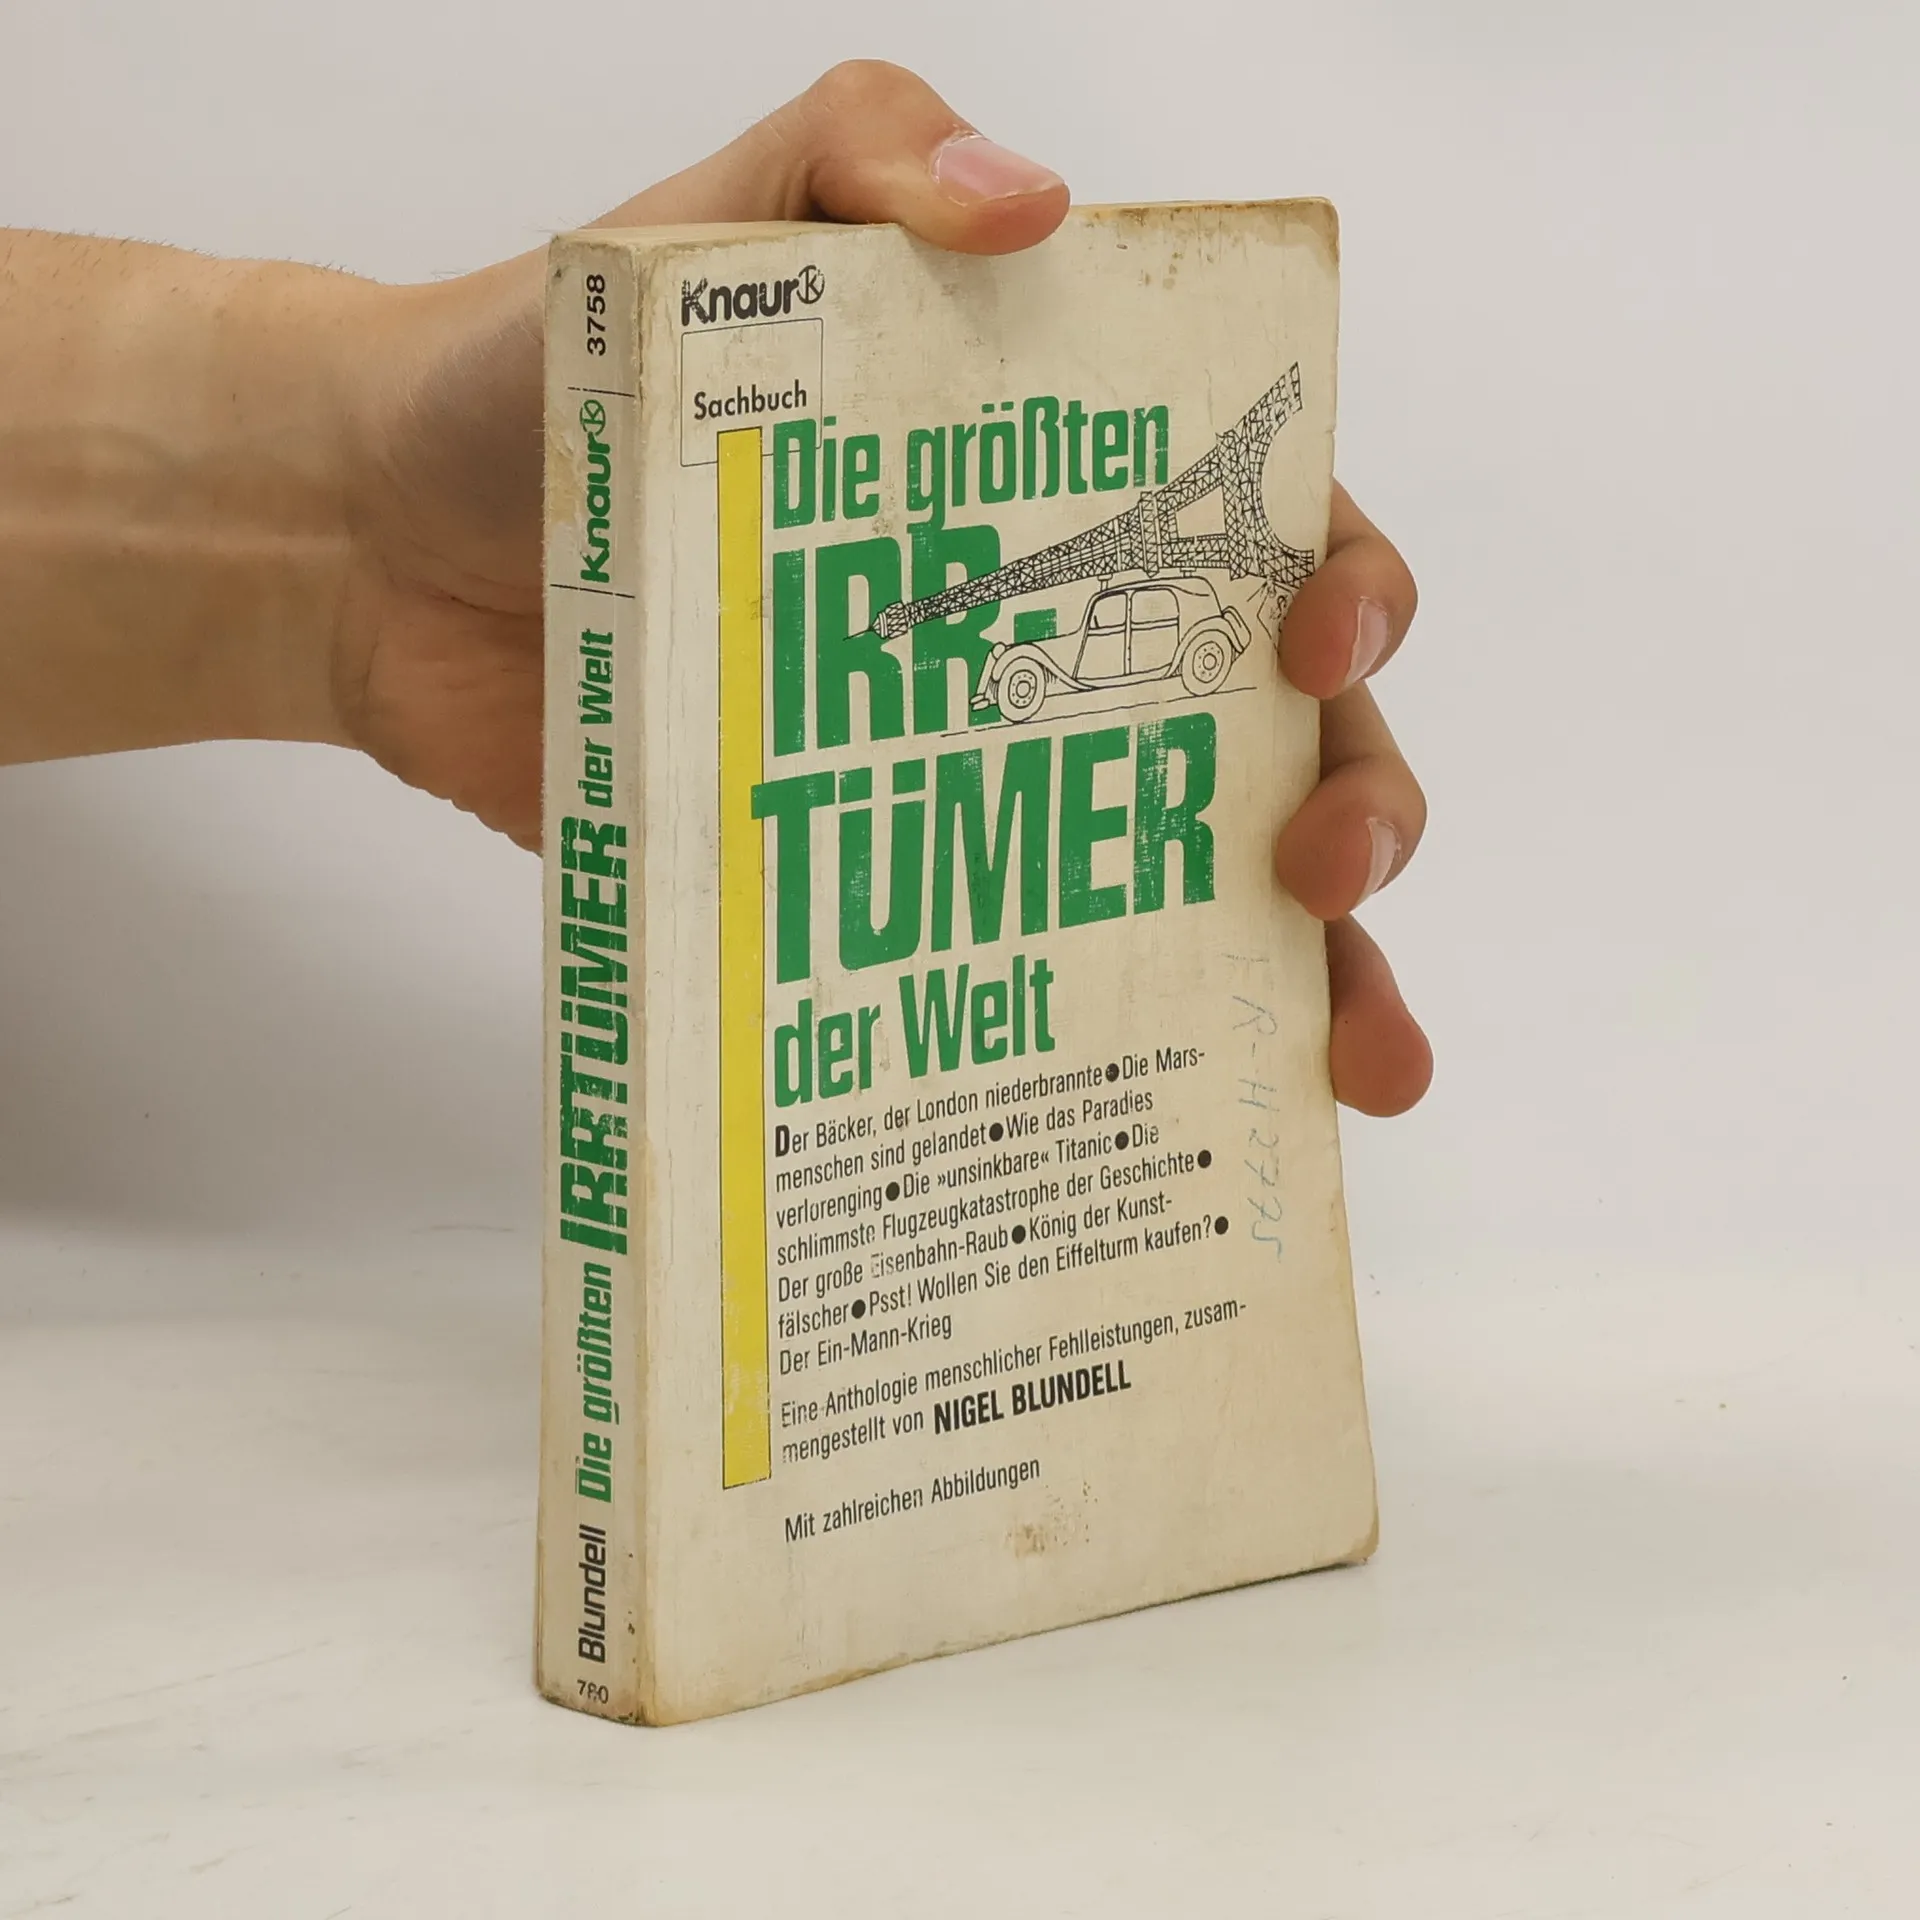 3758
Knaur
Die größten IRRTÜMER der Welt
Blundell
780
Knaur
Sachbuch
Die größten
IRR-
TÜMER
der Welt
Der Bäcker, der London niederbrannte ● Die Mars-
menschen sind gelandet ● Wie das Paradies
verlorenging ● Die »unsinkbare« Titanic ● Die
schlimmste Flugzeugkatastrophe der Geschichte ●
Der große Eisenbahn-Raub ● König der Kunst-
fälscher ● Psst! Wollen Sie den Eiffelturm kaufen? ●
Der Ein-Mann-Krieg
Eine Anthologie menschlicher Fehlleistungen, zusam-
mengestellt von NIGEL BLUNDELL
Mit zahlreichen Abbildungen